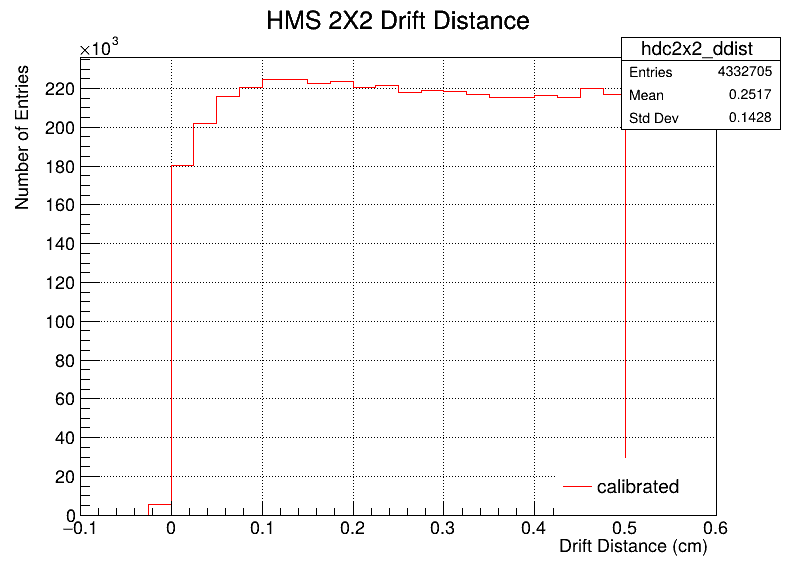 HMS 2X2 Drift Distance
×10³
hdc2x2_ddist
Entries 4332705
Mean 0.2517
Std Dev 0.1428
Number of Entries
220
200
180
160
140
120
100
80
60
40
20
0
calibrated
−0.1 0 0.1 0.2 0.3 0.4 0.5 0.6
Drift Distance (cm)